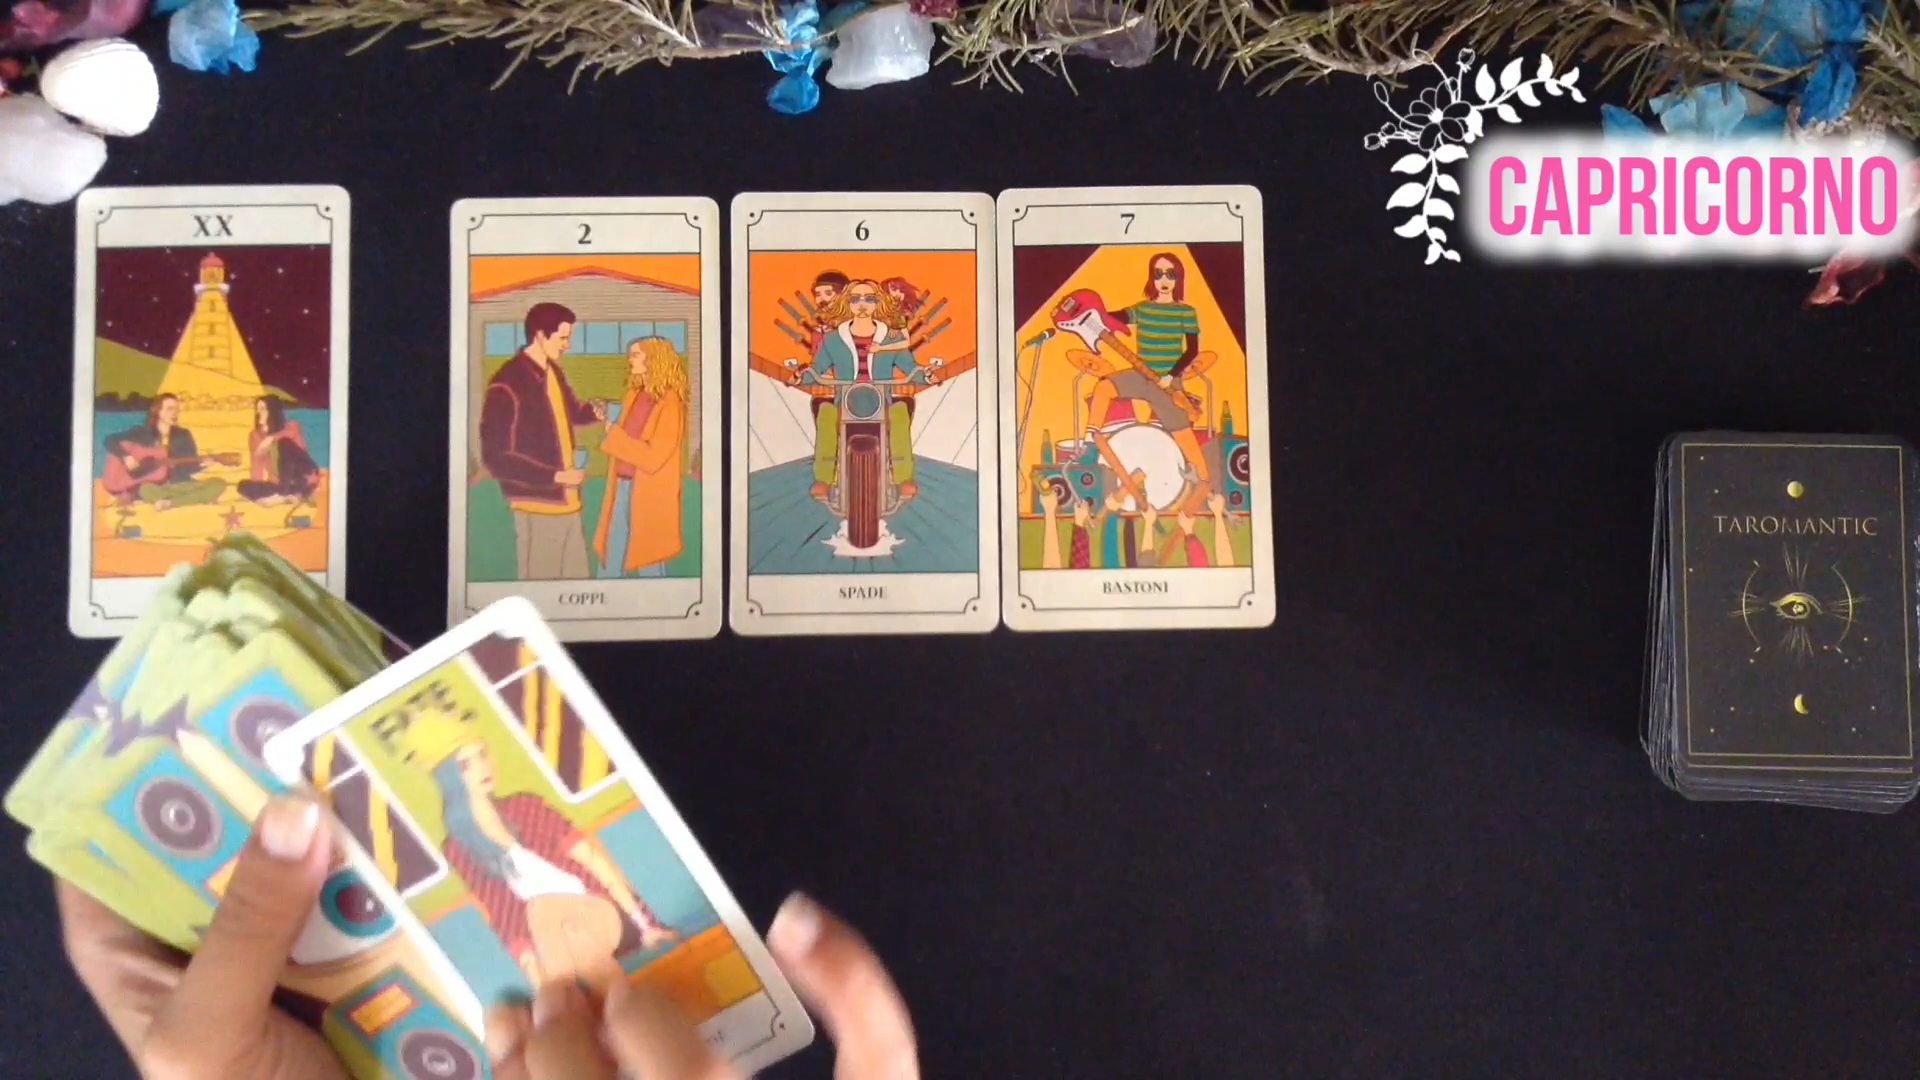 CAPRICORNO
XX
2
6
7
COPPE
SPADE
BASTONI
TAROMANTIC